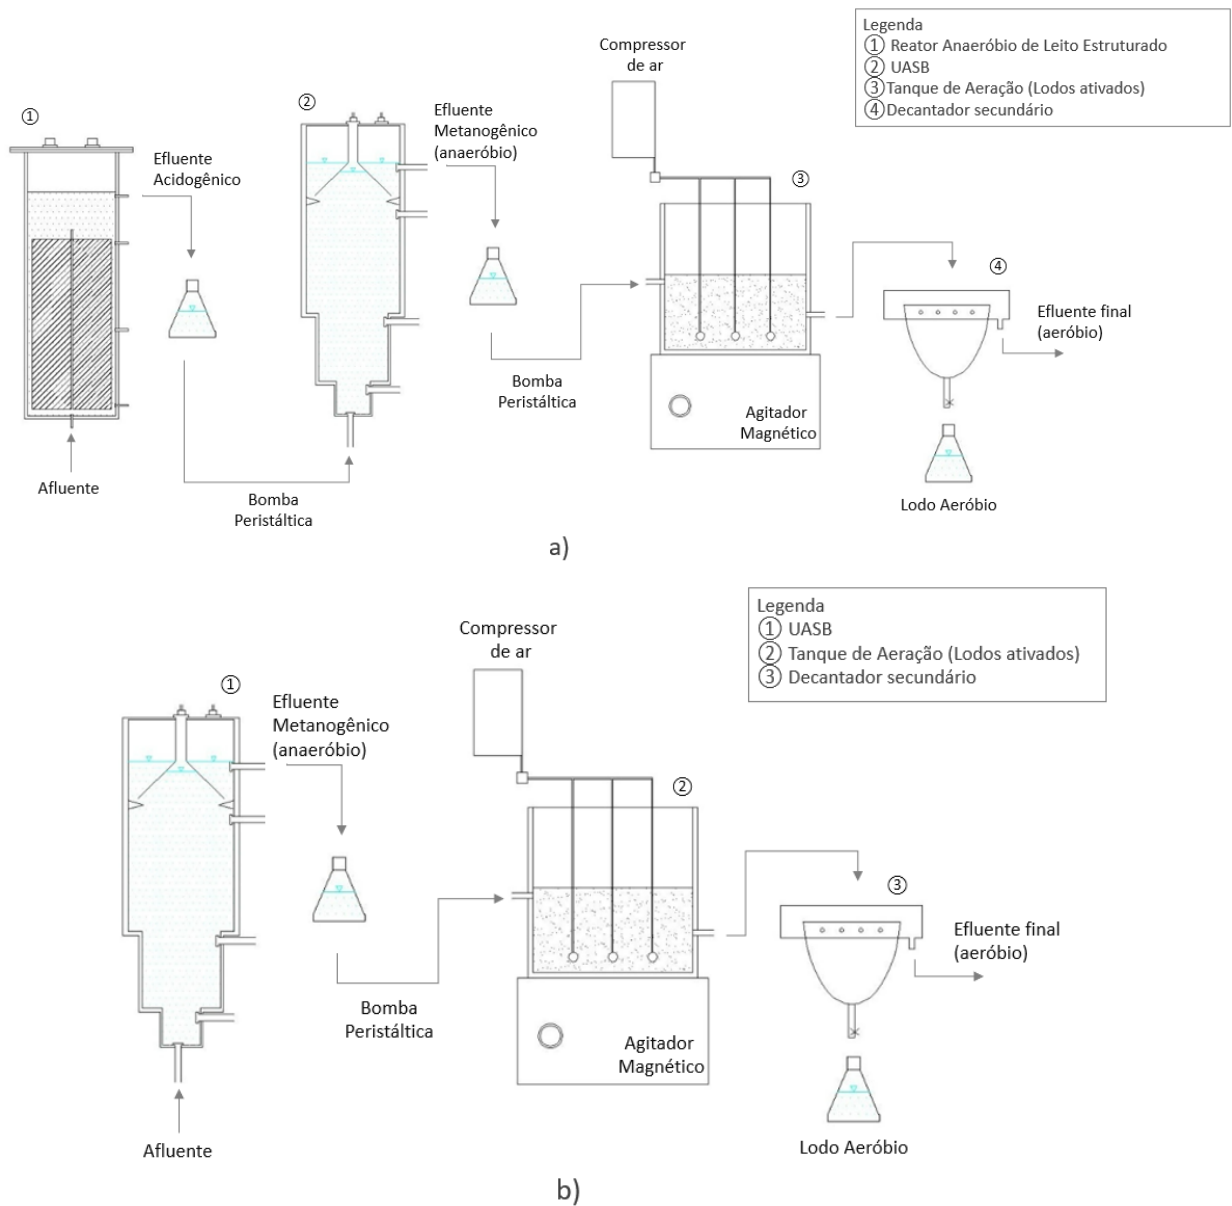 Legenda
① Reator Anaeróbio de Leito Estruturado
② UASB
③ Tanque de Aeração (Lodos ativados)
④ Decantador secundário
Compressor
de ar
①
Efluente
Acidogênico
②
Efluente
Metanogênico
(anaeróbio)
③
④
Efluente final
(aeróbio)
Bomba
Peristáltica
Agitador
Magnético
Afluente
Bomba
Peristáltica
Lodo Aeróbio
a)
Legenda
① UASB
② Tanque de Aeração (Lodos ativados)
③ Decantador secundário
Compressor
de ar
①
Efluente
Metanogênico
(anaeróbio)
②
③
Efluente final
(aeróbio)
Bomba
Peristáltica
Agitador
Magnético
Afluente
Lodo Aeróbio
b)